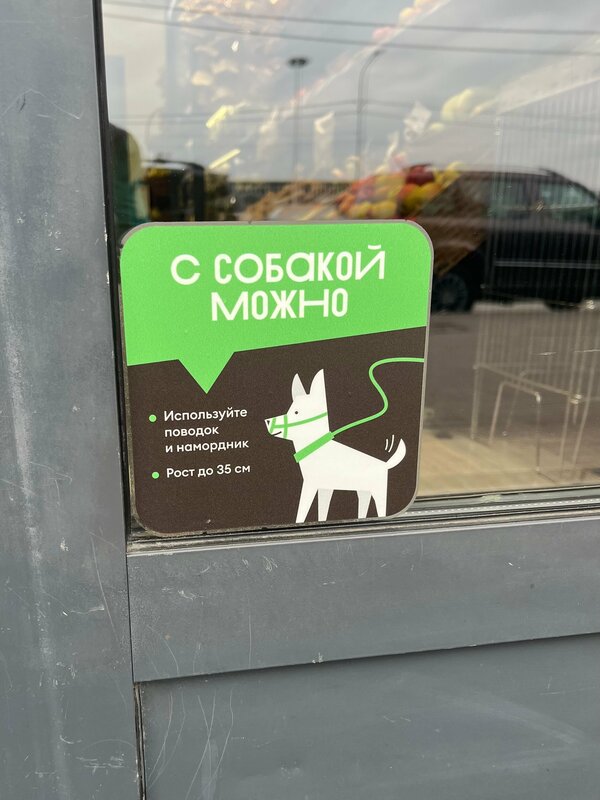 с собакой
можно
• Используйте
поводок
и намордник
• Рост до 35 см